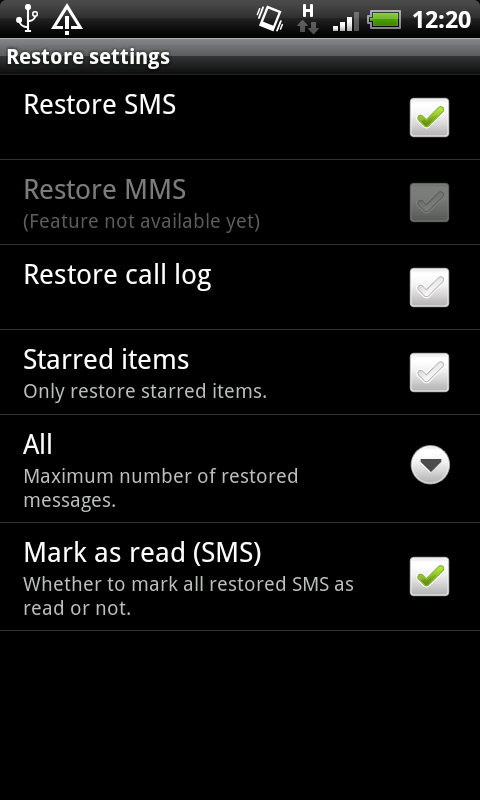 H
12:20
Restore settings
Restore SMS
Restore MMS
(Feature not available yet)
Restore call log
Starred items
Only restore starred items.
All
Maximum number of restored
messages.
Mark as read (SMS)
Whether to mark all restored SMS as
read or not.